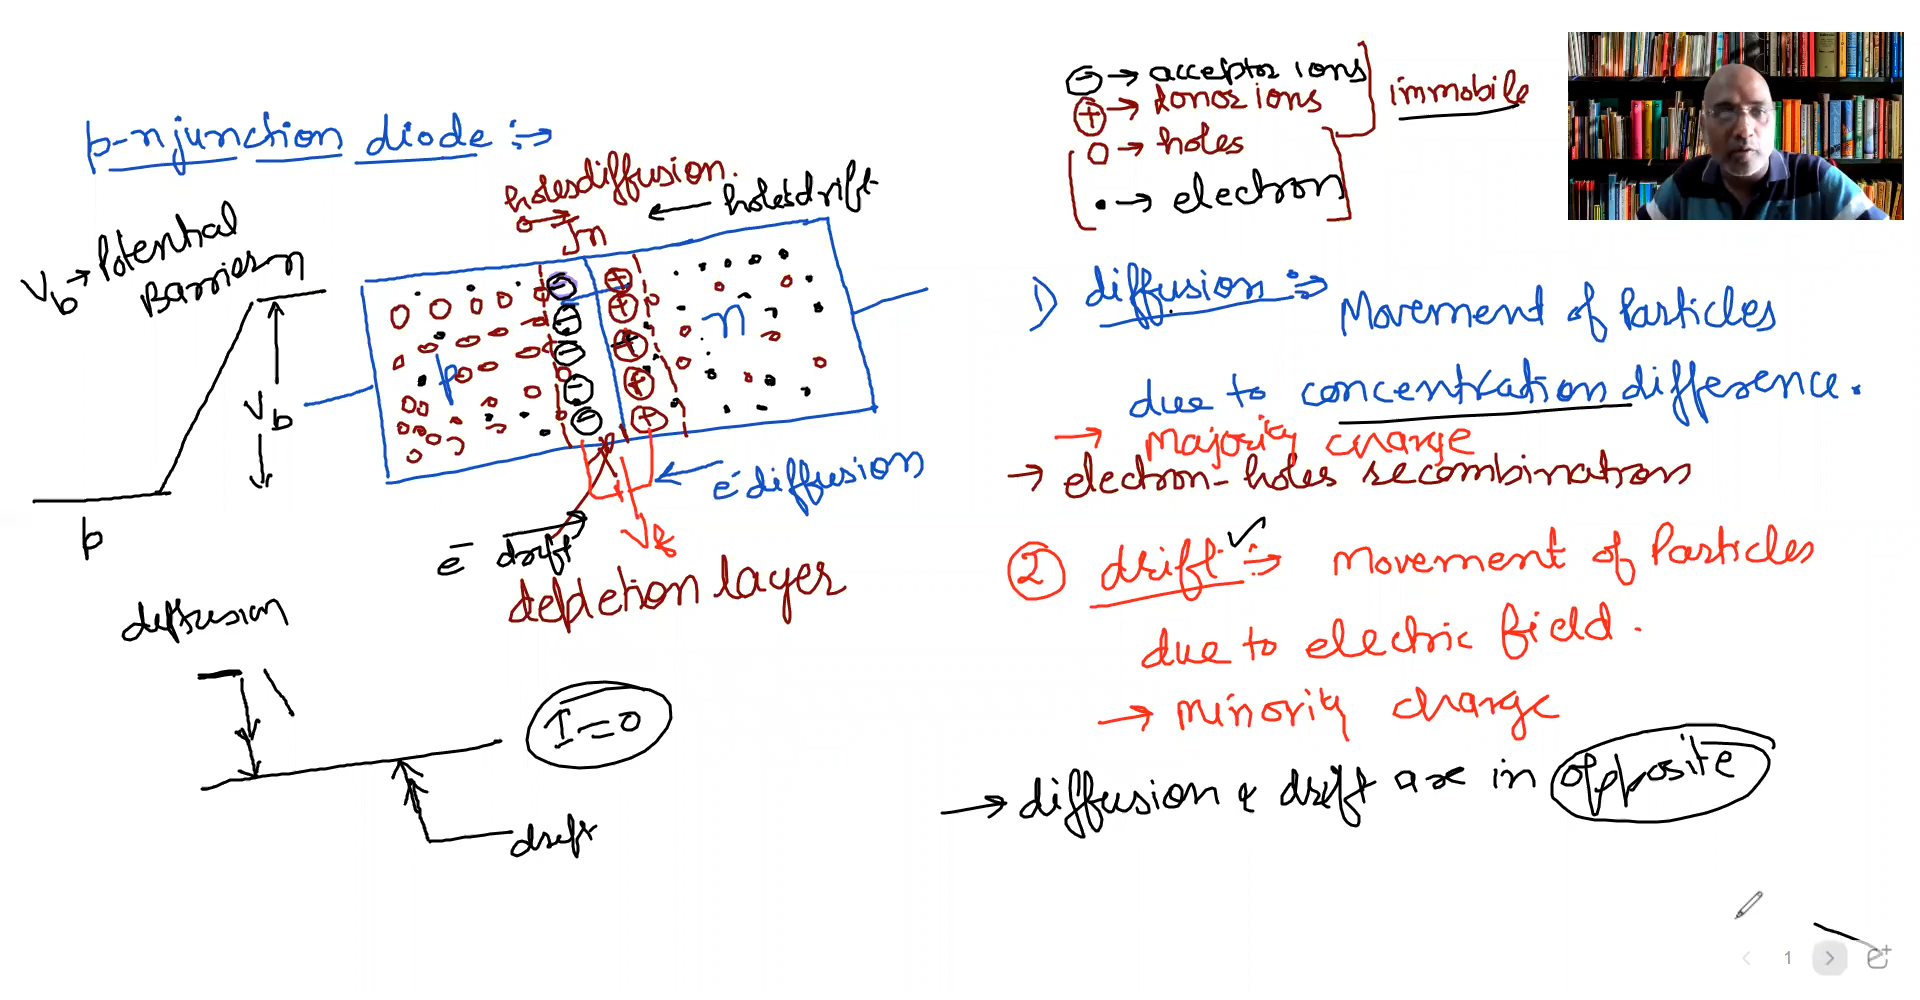 p-n junction diode :→
⊖ → acceptor ions
⊕ → donor ions
immobile
o → holes
• → electron
holes diffusion.
← holes drift
Jn
Vb → Potential
Barrier
n
Vb
p
p
n
e⁻ diffusion
e⁻ drift
VB
depletion layer
1) diffusion :⇒ Movement of Particles
due to concentration difference.
→ Majority charge
→ electron-holes recombination
② drift ✓ :⇒ Movement of Particles
due to electric field.
→ Minority charge
→ diffusion & drift are in opposite
diffusion
I = 0
drift
1